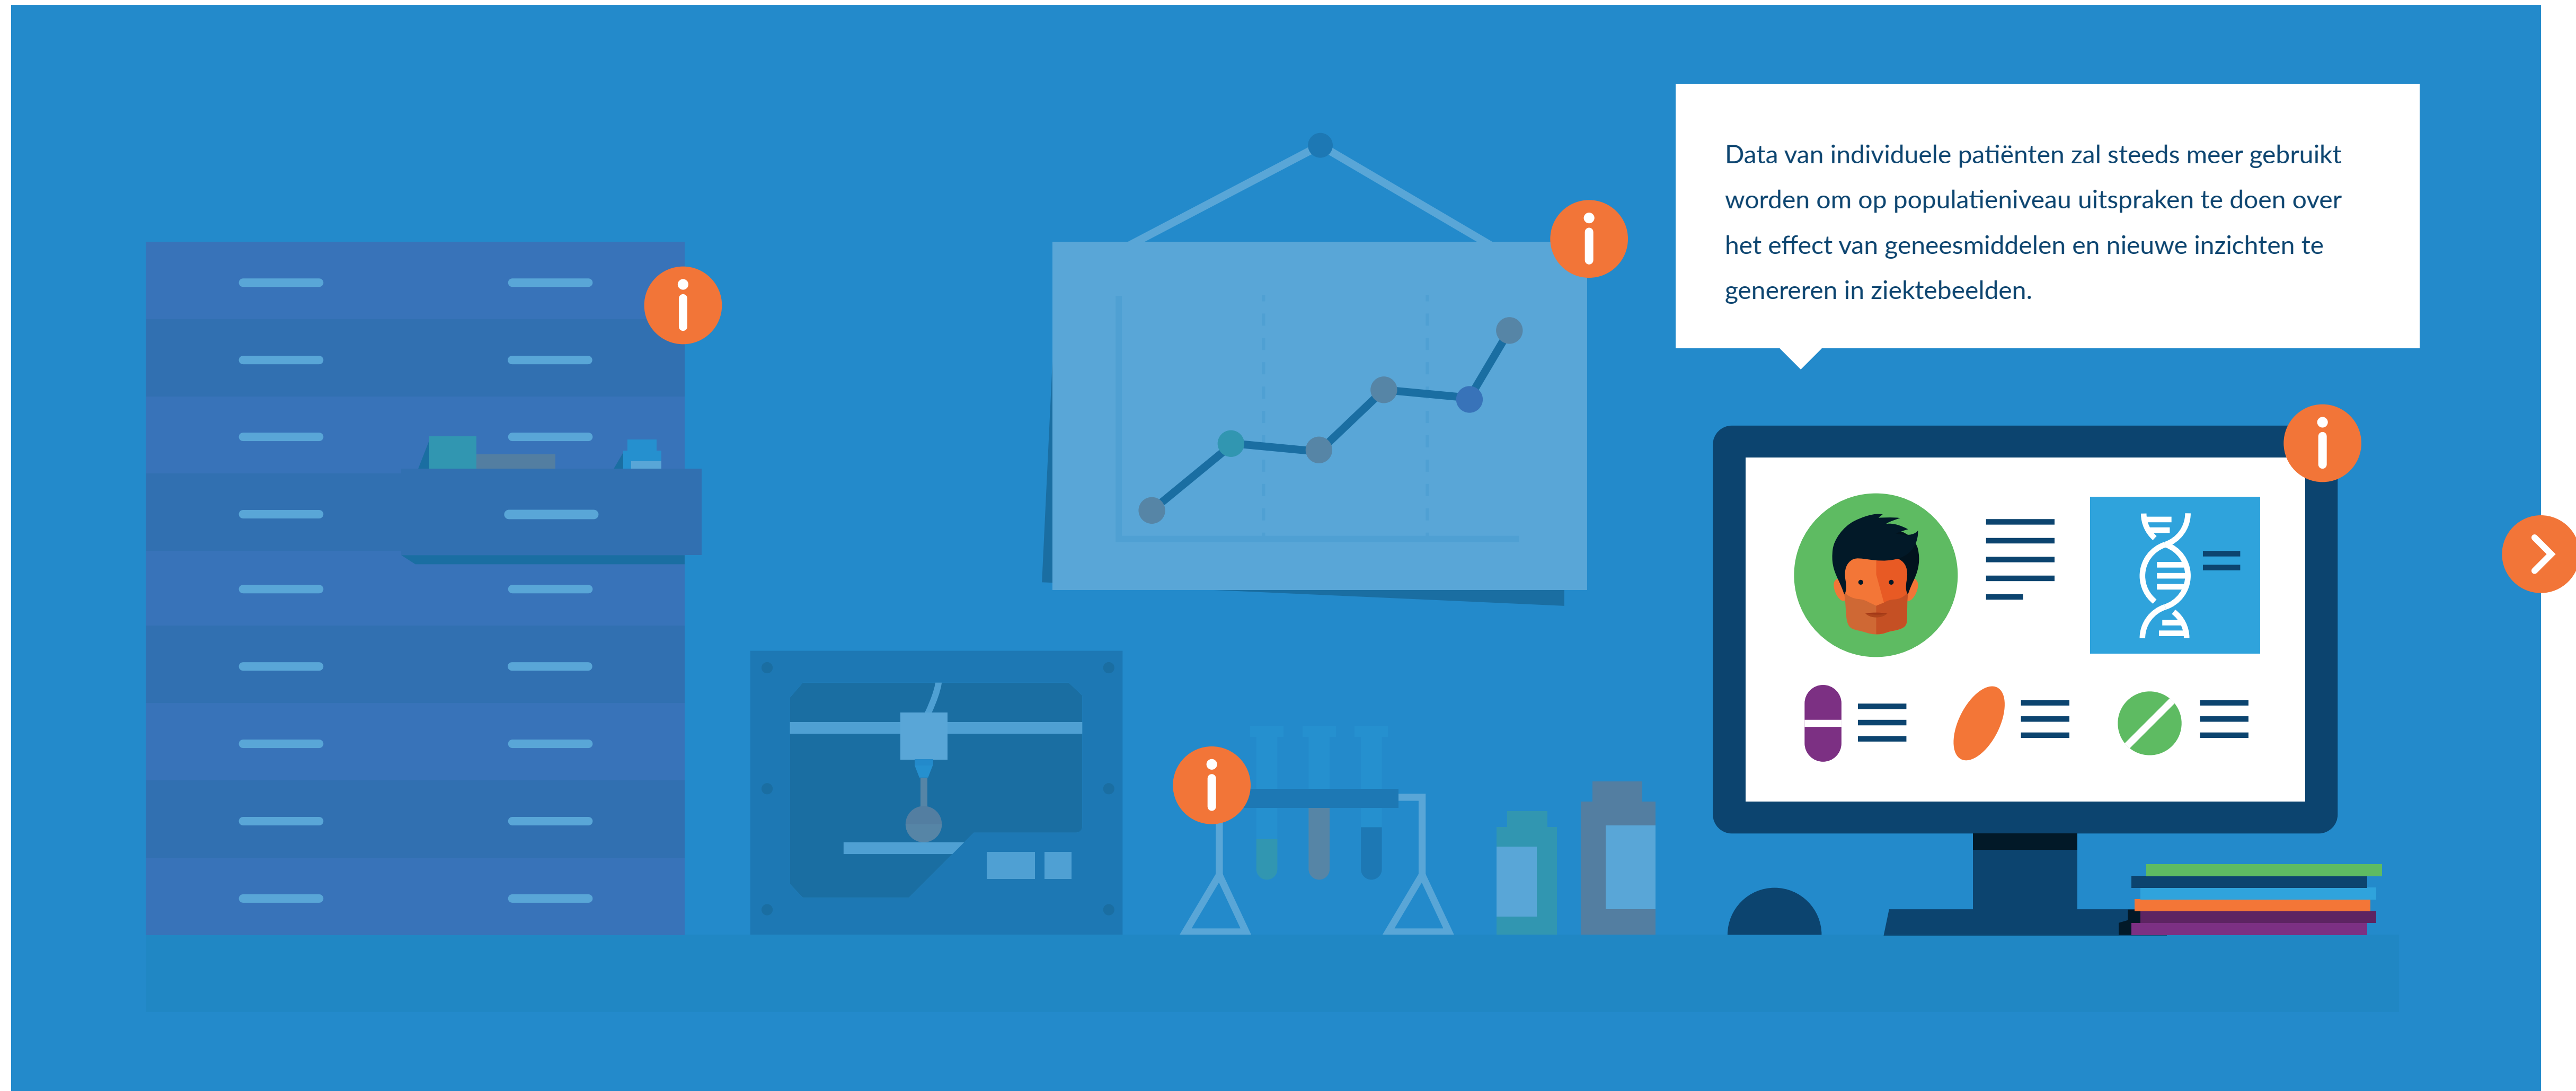 Data van individuele patiënten zal steeds meer gebruikt
worden om op populatieniveau uitspraken te doen over
het effect van geneesmiddelen en nieuwe inzichten te
genereren in ziektebeelden.